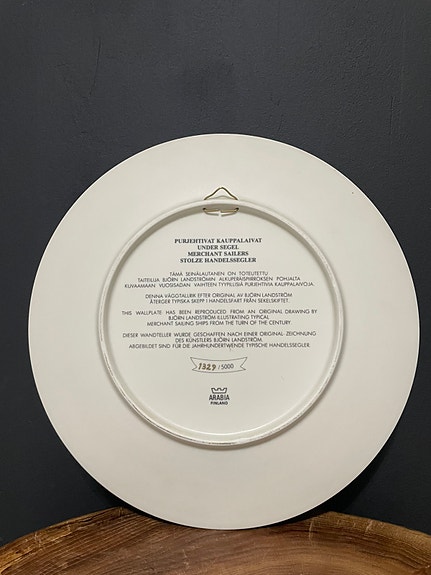 PURJEHTIVAT KAUPPALAIVAT
UNDER SEGEL
MERCHANT SAILERS
STOLZE HANDELSSEGLER
TÄMÄ SEINÄLAUTANEN ON TOTEUTETTU
TAITEILIJA BJÖRN LANDSTRÖMIN ALKUPERÄISPIIRROKSEN POHJALTA
KUVAAMAAN VUOSISADAN VAIHTEEN TYYPILLISIÄ PURJEHTIVIA KAUPPALAIVOJA.
DENNA VÄGGTALLRIK EFTER ORIGINAL AV BJÖRN LANDSTRÖM
ÅTERGER TYPISKA SKEPP I HANDELSFART FRÅN SEKELSKIFTET.
THIS WALLPLATE HAS BEEN REPRODUCED FROM AN ORIGINAL DRAWING BY
BJÖRN LANDSTRÖM ILLUSTRATING TYPICAL
MERCHANT SAILING SHIPS FROM THE TURN OF THE CENTURY.
DIESER WANDTELLER WURDE GESCHAFFEN NACH EINER ORIGINAL-ZEICHNUNG
DES KÜNSTLERS BJÖRN LANDSTRÖM.
ABGEBILDET SIND FÜR DIE JAHRHUNDERTWENDE TYPISCHE HANDELSSEGLER.
1329 /5000
ARABIA
FINLAND